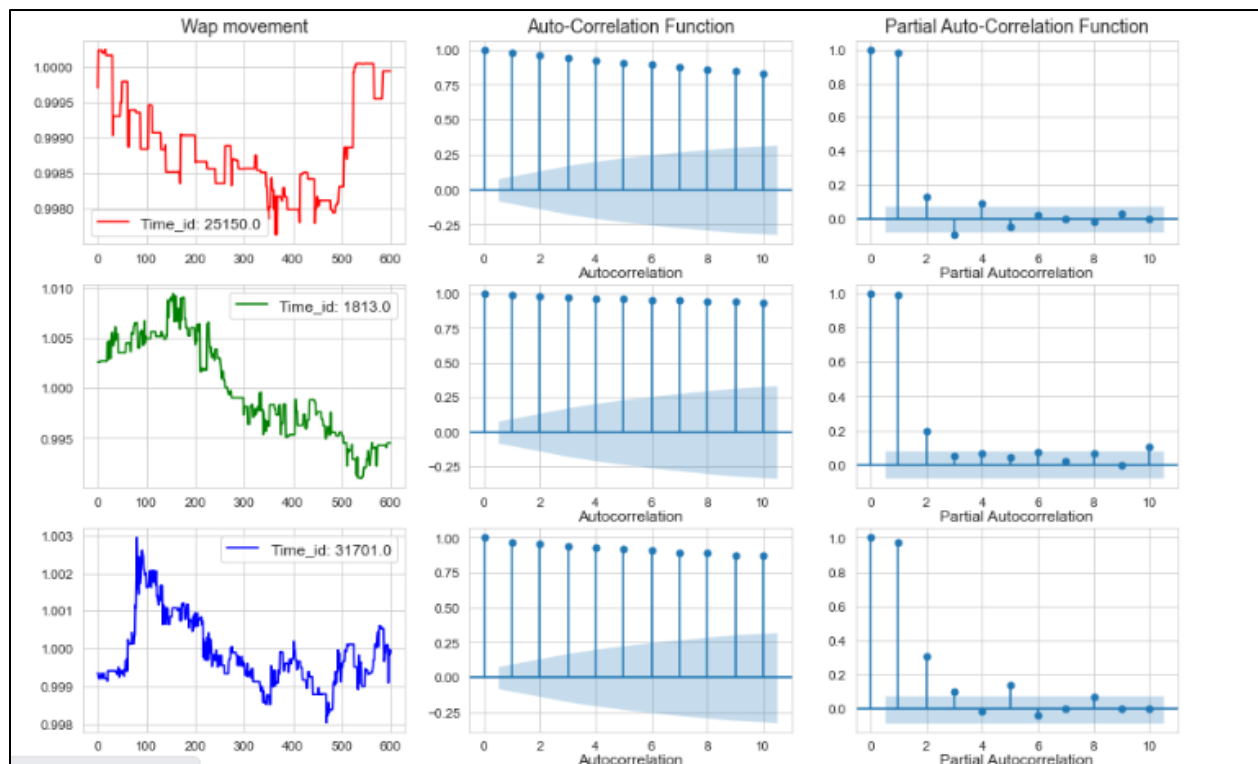 Wap movement
Auto-Correlation Function
Partial Auto-Correlation Function
1.0000
0.9995
0.9990
0.9985
0.9980
Time_id: 25150.0
0 100 200 300 400 500 600
1.00
0.75
0.50
0.25
0.00
−0.25
0 2 4 6 8 10
Autocorrelation
1.0
0.8
0.6
0.4
0.2
0.0
0 2 4 6 8 10
Partial Autocorrelation
1.010
1.005
1.000
0.995
Time_id: 1813.0
0 100 200 300 400 500 600
1.00
0.75
0.50
0.25
0.00
−0.25
0 2 4 6 8 10
Autocorrelation
1.0
0.8
0.6
0.4
0.2
0.0
0 2 4 6 8 10
Partial Autocorrelation
1.003
1.002
1.001
1.000
0.999
0.998
Time_id: 31701.0
0 100 200 300 400 500 600
1.00
0.75
0.50
0.25
0.00
−0.25
0 2 4 6 8 10
Autocorrelation
1.0
0.8
0.6
0.4
0.2
0.0
0 2 4 6 8 10
Partial Autocorrelation